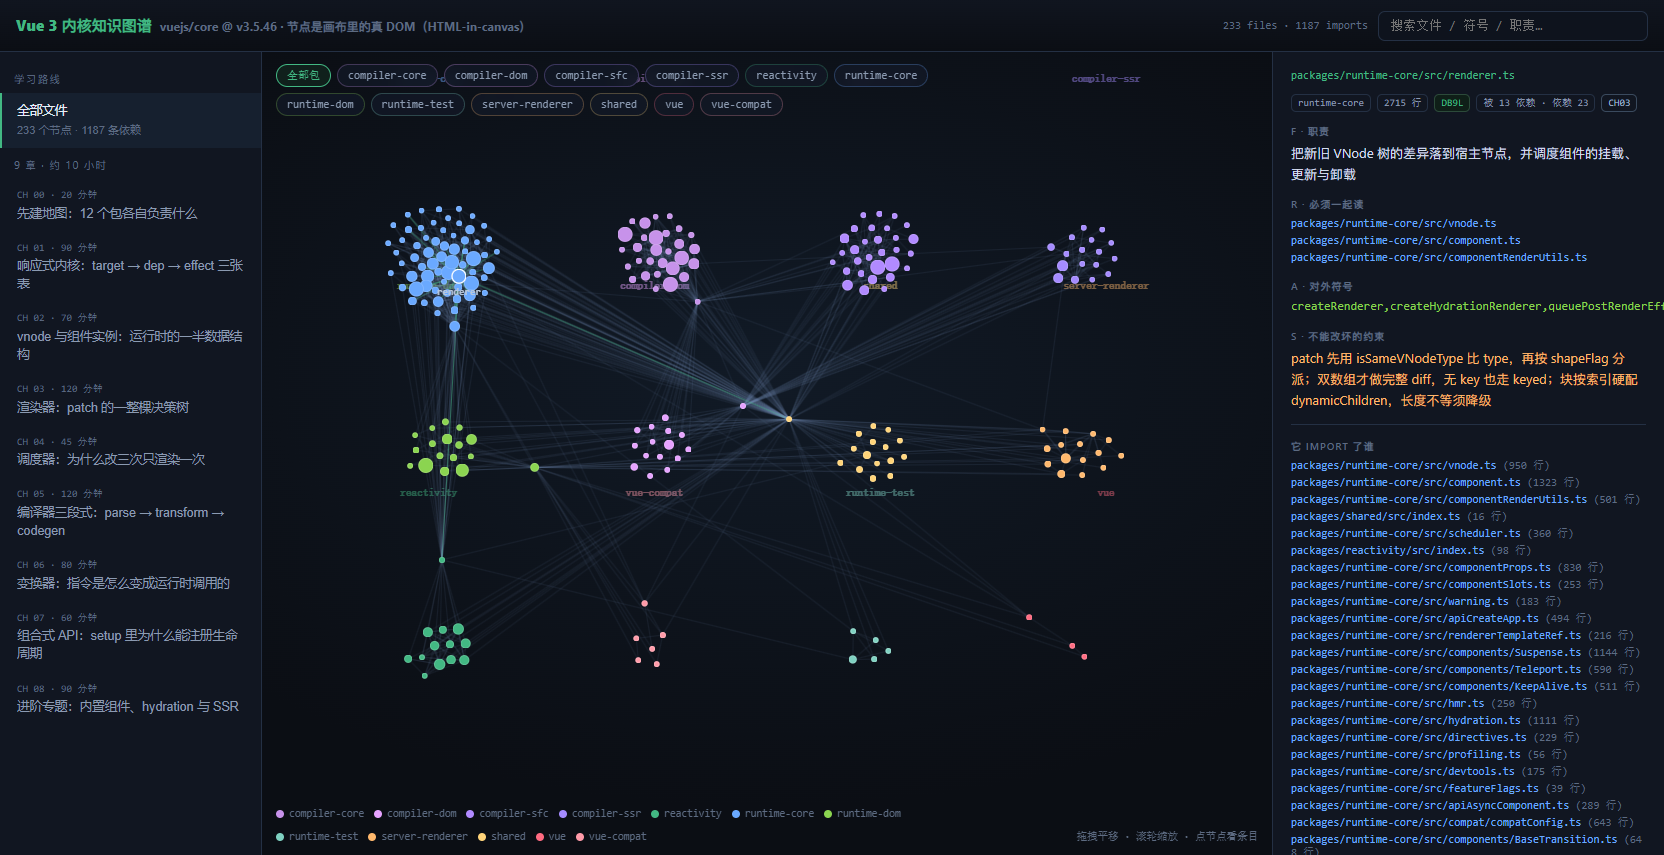 Vue 3 内核知识图谱 vuejs/core @ v3.5.46 · 节点是画布里的真 DOM（HTML-in-canvas）
233 files · 1187 imports
搜索文件 / 符号 / 职责…
学习路线
全部文件
233 个节点 · 1187 条依赖
9 章 · 约 10 小时
CH 00 · 20 分钟
先建地图：12 个包各自负责什么
CH 01 · 90 分钟
响应式内核：target → dep → effect 三张
表
CH 02 · 70 分钟
vnode 与组件实例：运行时的一半数据结
构
CH 03 · 120 分钟
渲染器：patch 的一整棵决策树
CH 04 · 45 分钟
调度器：为什么改三次只渲染一次
CH 05 · 120 分钟
编译器三段式：parse → transform →
codegen
CH 06 · 80 分钟
变换器：指令是怎么变成运行时调用的
CH 07 · 60 分钟
组合式 API：setup 里为什么能注册生命
周期
CH 08 · 90 分钟
进阶专题：内置组件、hydration 与 SSR
全部包 compiler-core compiler-dom compiler-sfc compiler-ssr reactivity runtime-core
runtime-dom runtime-test server-renderer shared vue vue-compat
compiler-ssr
renderer
compiler-dom
shared
server-renderer
reactivity
vue-compat
runtime-test
vue
compiler-core compiler-dom compiler-sfc compiler-ssr reactivity runtime-core runtime-dom
runtime-test server-renderer shared vue vue-compat
拖拽平移 · 滚轮缩放 · 点节点看条目
packages/runtime-core/src/renderer.ts
runtime-core 2715 行 DB9L 被 13 依赖 · 依赖 23 CH03
F · 职责
把新旧 VNode 树的差异落到宿主节点，并调度组件的挂载、
更新与卸载
R · 必须一起读
packages/runtime-core/src/vnode.ts
packages/runtime-core/src/component.ts
packages/runtime-core/src/componentRenderUtils.ts
A · 对外符号
createRenderer,createHydrationRenderer,queuePostRenderEff
S · 不能改坏的约束
patch 先用 isSameVNodeType 比 type，再按 shapeFlag 分
派；双数组才做完整 diff，无 key 也走 keyed；块按索引硬配
dynamicChildren，长度不等须降级
它 IMPORT 了谁
packages/runtime-core/src/vnode.ts (950 行)
packages/runtime-core/src/component.ts (1323 行)
packages/runtime-core/src/componentRenderUtils.ts (501 行)
packages/shared/src/index.ts (16 行)
packages/runtime-core/src/scheduler.ts (360 行)
packages/reactivity/src/index.ts (98 行)
packages/runtime-core/src/componentProps.ts (830 行)
packages/runtime-core/src/componentSlots.ts (253 行)
packages/runtime-core/src/warning.ts (183 行)
packages/runtime-core/src/apiCreateApp.ts (494 行)
packages/runtime-core/src/rendererTemplateRef.ts (216 行)
packages/runtime-core/src/components/Suspense.ts (1144 行)
packages/runtime-core/src/components/Teleport.ts (590 行)
packages/runtime-core/src/components/KeepAlive.ts (511 行)
packages/runtime-core/src/hmr.ts (250 行)
packages/runtime-core/src/hydration.ts (1111 行)
packages/runtime-core/src/directives.ts (229 行)
packages/runtime-core/src/profiling.ts (56 行)
packages/runtime-core/src/devtools.ts (175 行)
packages/runtime-core/src/featureFlags.ts (39 行)
packages/runtime-core/src/apiAsyncComponent.ts (289 行)
packages/runtime-core/src/compat/compatConfig.ts (643 行)
packages/runtime-core/src/components/BaseTransition.ts (64
8 行)